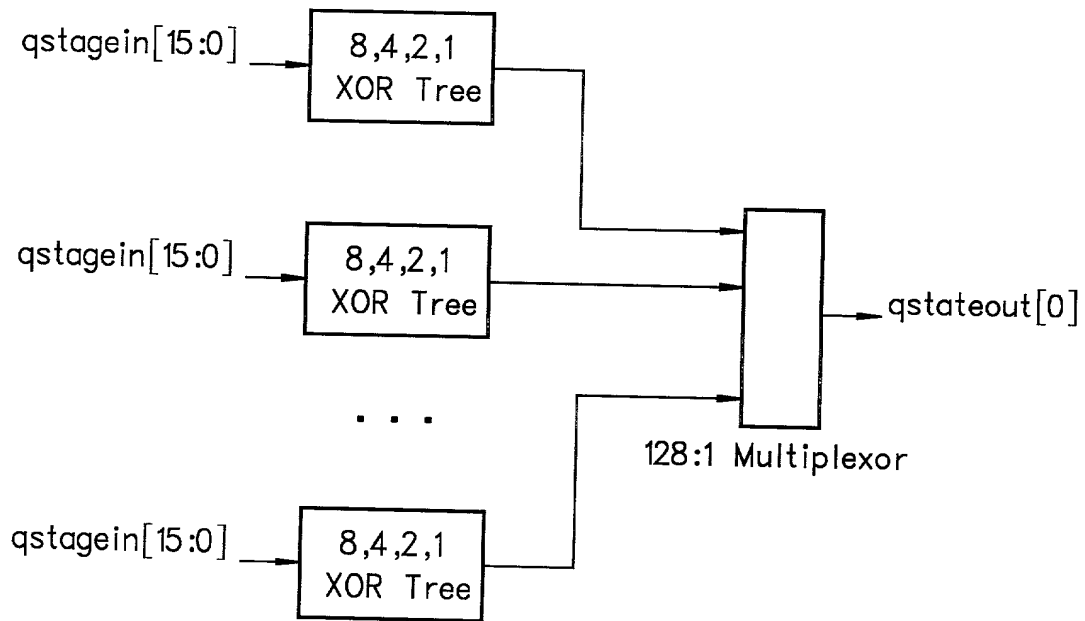 qstagein[15:0]
8,4,2,1
XOR Tree
qstagein[15:0]
8,4,2,1
XOR Tree
qstateout[0]
. . .
128:1 Multiplexor
qstagein[15:0]
8,4,2,1
XOR Tree